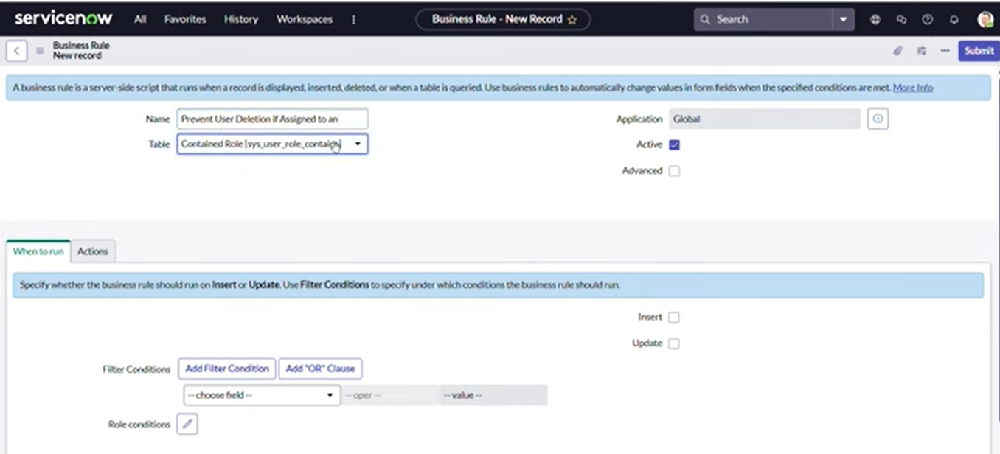 servicenow All Favorites History Workspaces Business Rule - New Record Search
Business Rule
New record
Submit
A business rule is a server-side script that runs when a record is displayed, inserted, deleted, or when a table is queried. Use business rules to automatically change values in form fields when the specified conditions are met. More Info
Name Prevent User Deletion if Assigned to an Application Global
Table Contained Role [sys_user_role_contains] Active
Advanced
When to run Actions
Specify whether the business rule should run on Insert or Update. Use Filter Conditions to specify under which conditions the business rule should run.
Insert
Update
Filter Conditions Add Filter Condition Add "OR" Clause
-- choose field -- -- oper -- -- value --
Role conditions